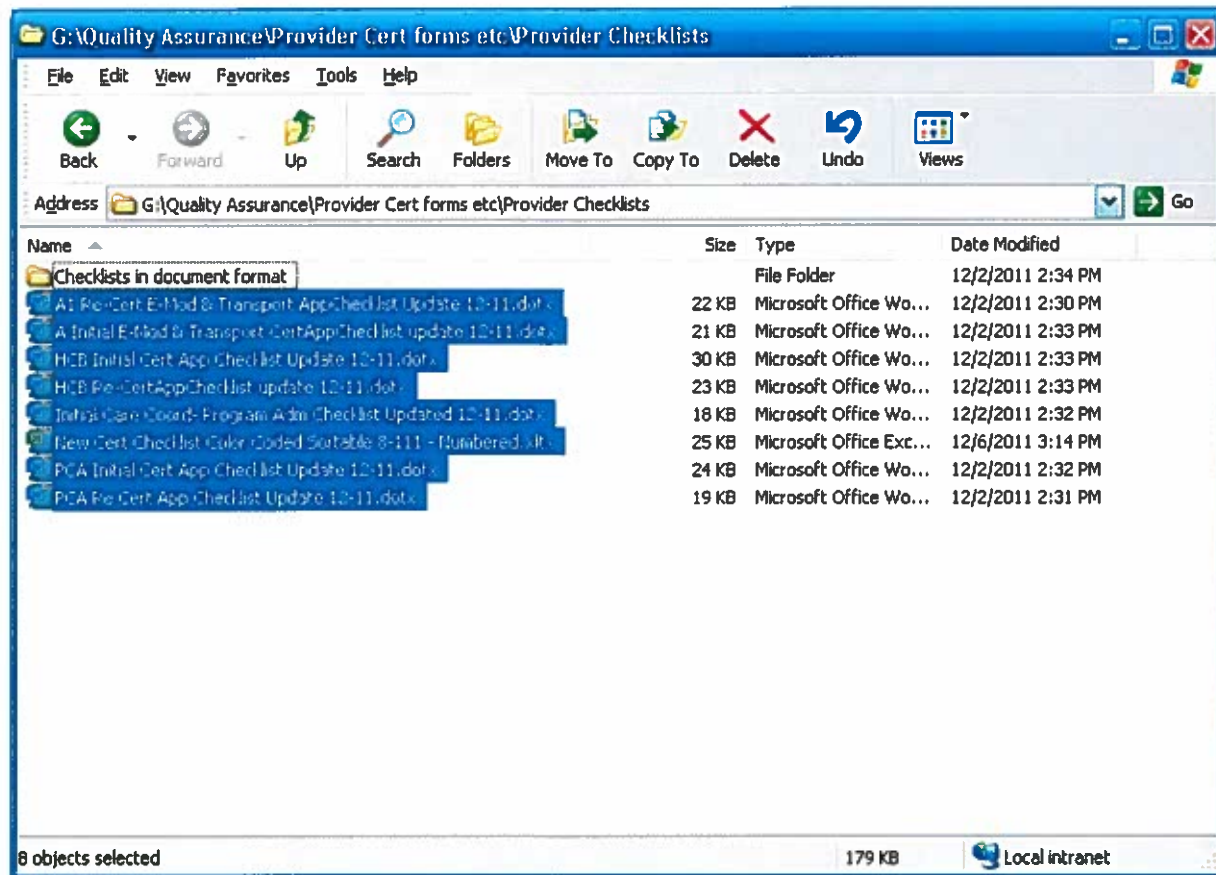 G:\Quality Assurance\Provider Cert forms etc\Provider Checklists
File Edit View Favorites Tools Help
Back Forward Up Search Folders Move To Copy To Delete Undo Views
Address G:\Quality Assurance\Provider Cert forms etc\Provider Checklists Go
Name Size Type Date Modified
Checklists in document format File Folder 12/2/2011 2:34 PM
A1 Re-Cert E-Mod & Transport AppChecklist Update 12-11.dotx 22 KB Microsoft Office Wo... 12/2/2011 2:30 PM
A Initial E-Mod & Transport CertAppChecklist update 12-11.dotx 21 KB Microsoft Office Wo... 12/2/2011 2:33 PM
HCB Initial Cert App Checklist Update 12-11.dotx 30 KB Microsoft Office Wo... 12/2/2011 2:33 PM
HCB Re-CertAppChecklist update 12-11.dotx 23 KB Microsoft Office Wo... 12/2/2011 2:33 PM
Initial Care Coord- Program Adm Checklist Updated 12-11.dotx 18 KB Microsoft Office Wo... 12/2/2011 2:32 PM
New Cert Checklist Color Coded Sortable 8-111 - Numbered.xltx 25 KB Microsoft Office Exc... 12/6/2011 3:14 PM
PCA Initial Cert App Checklist Update 12-11.dotx 24 KB Microsoft Office Wo... 12/2/2011 2:32 PM
PCA Re-Cert App Checklist Update 12-11.dotx 19 KB Microsoft Office Wo... 12/2/2011 2:31 PM
8 objects selected 179 KB Local intranet